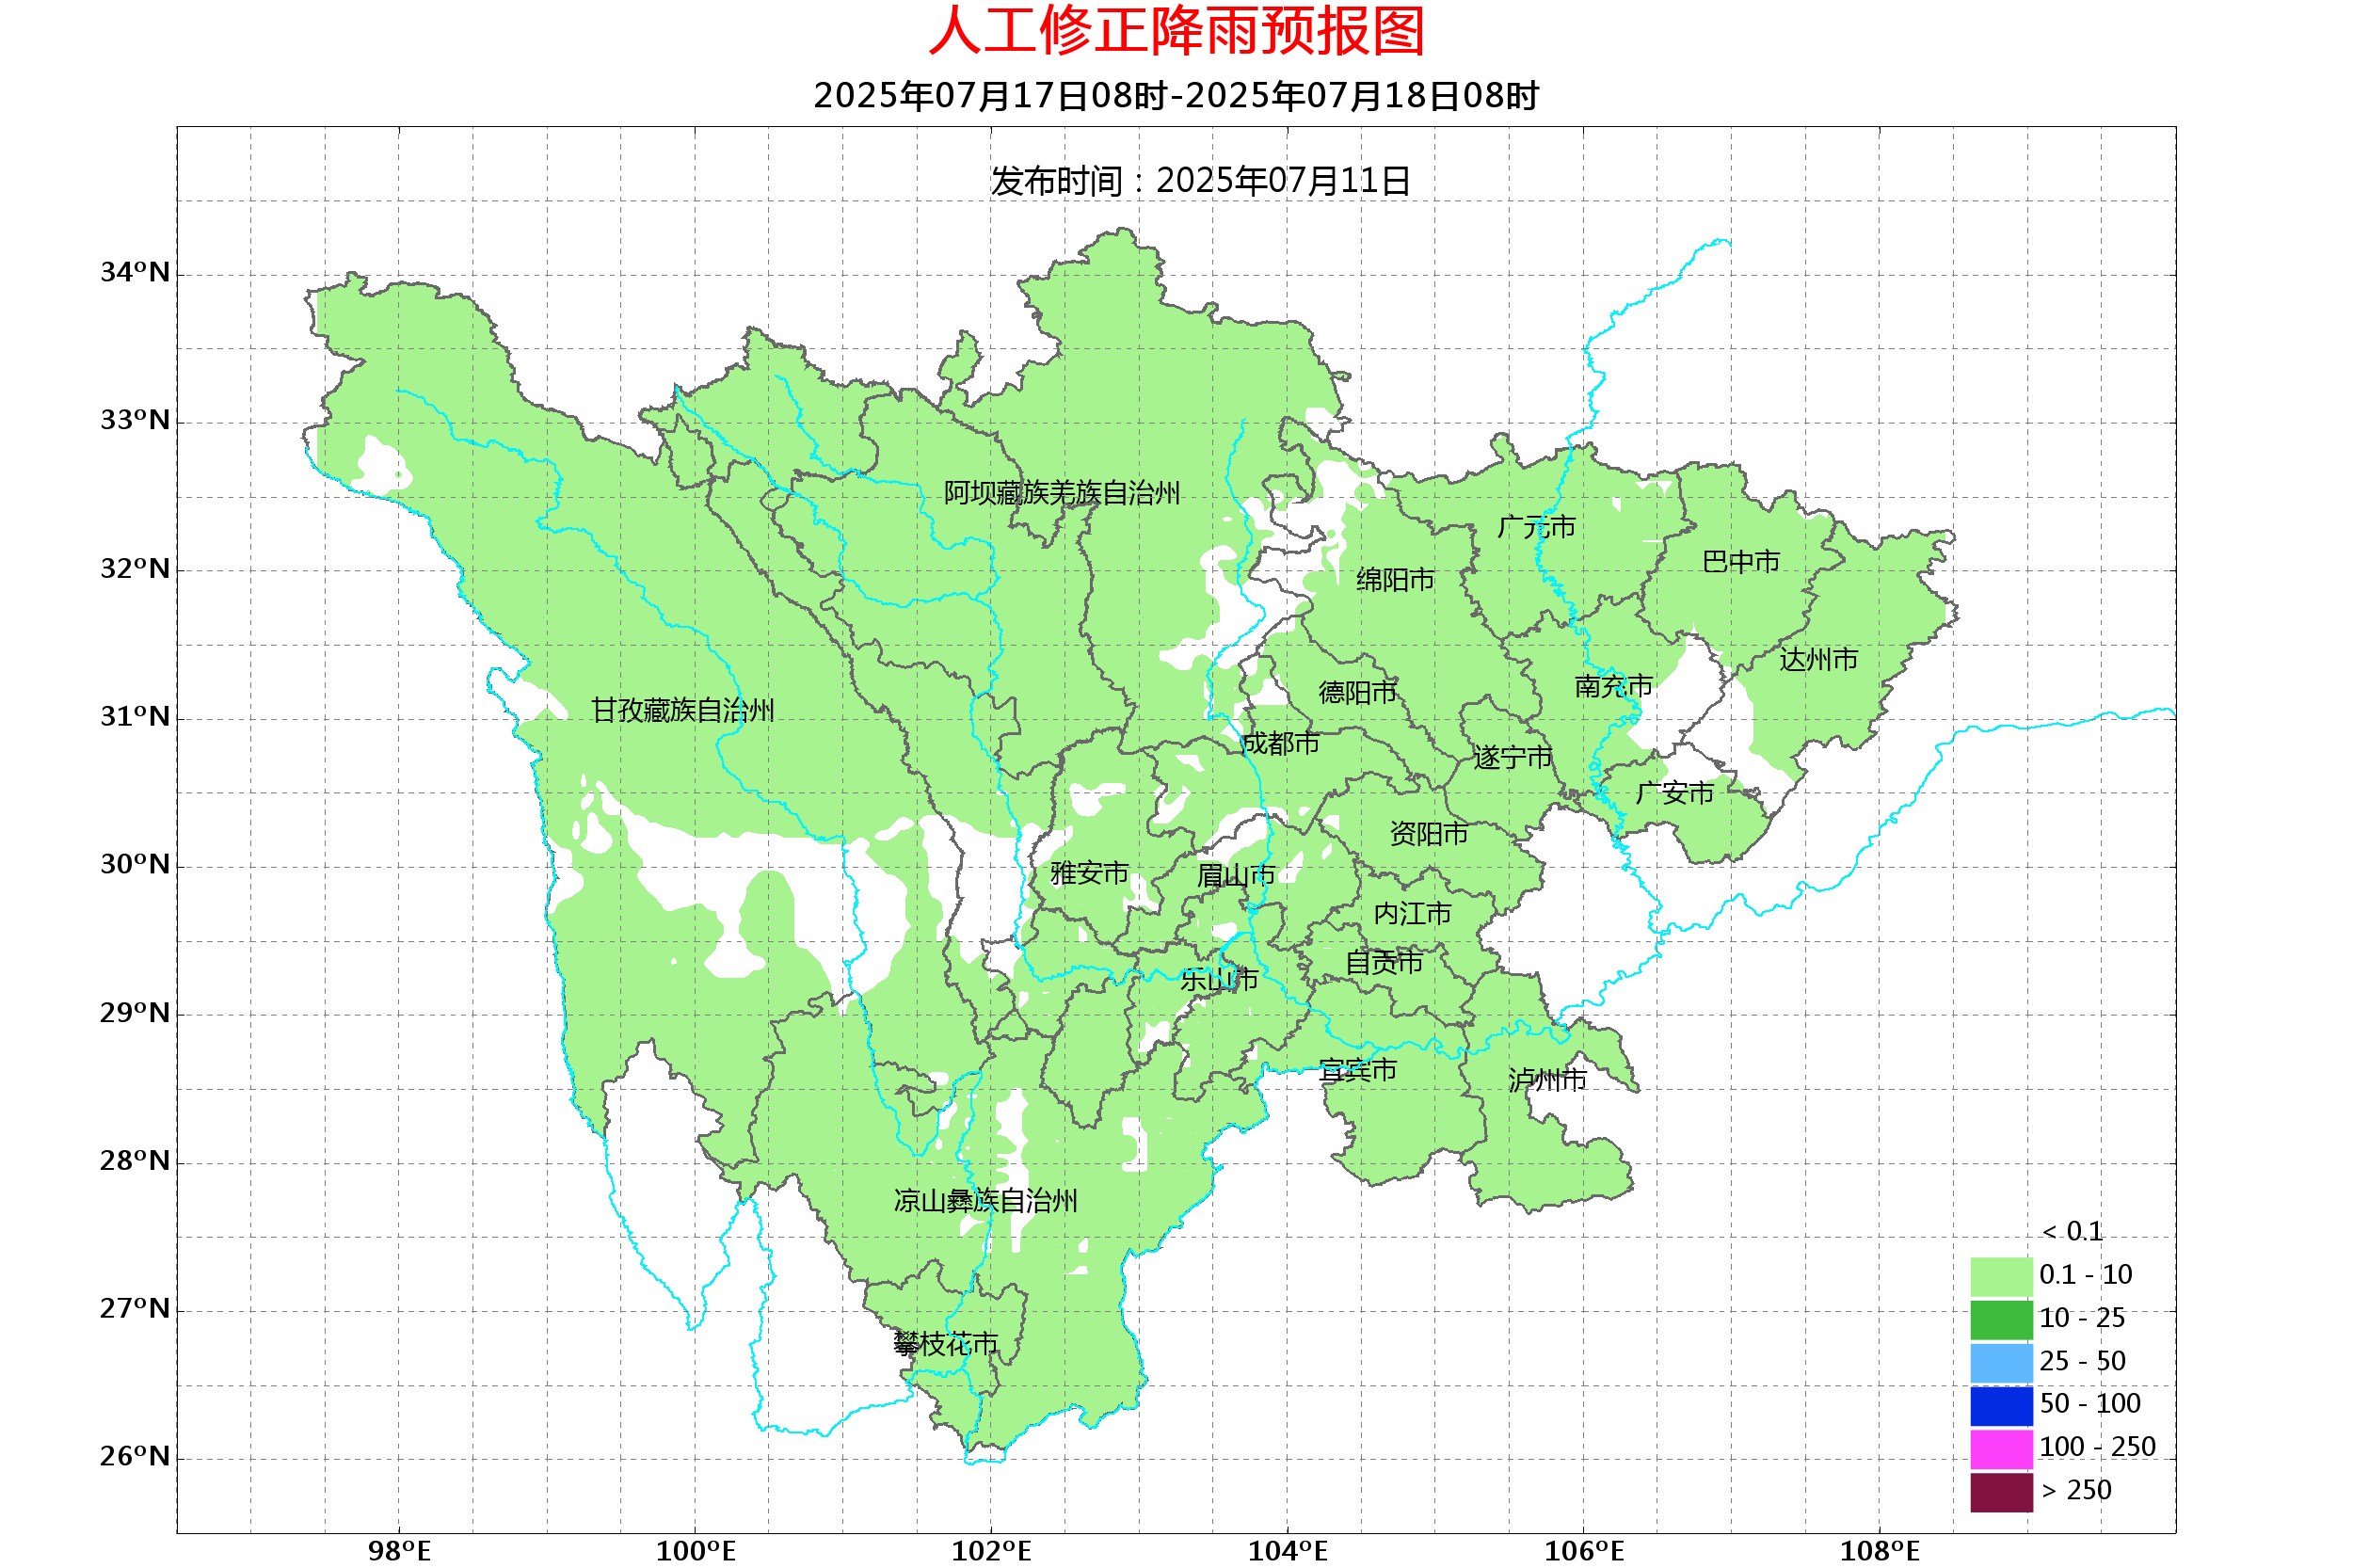 人工修正降雨预报图
2025年07月17日08时-2025年07月18日08时
发布时间：2025年07月11日
34°N
33°N
32°N
31°N
30°N
29°N
28°N
27°N
26°N
阿坝藏族羌族自治州
广元市
巴中市
绵阳市
达州市
南充市
德阳市
甘孜藏族自治州
成都市
遂宁市
广安市
资阳市
雅安市
眉山市
内江市
自贡市
乐山市
宜宾市
泸州市
凉山彝族自治州
攀枝花市
< 0.1
0.1 - 10
10 - 25
25 - 50
50 - 100
100 - 250
> 250
98°E
100°E
102°E
104°E
106°E
108°E